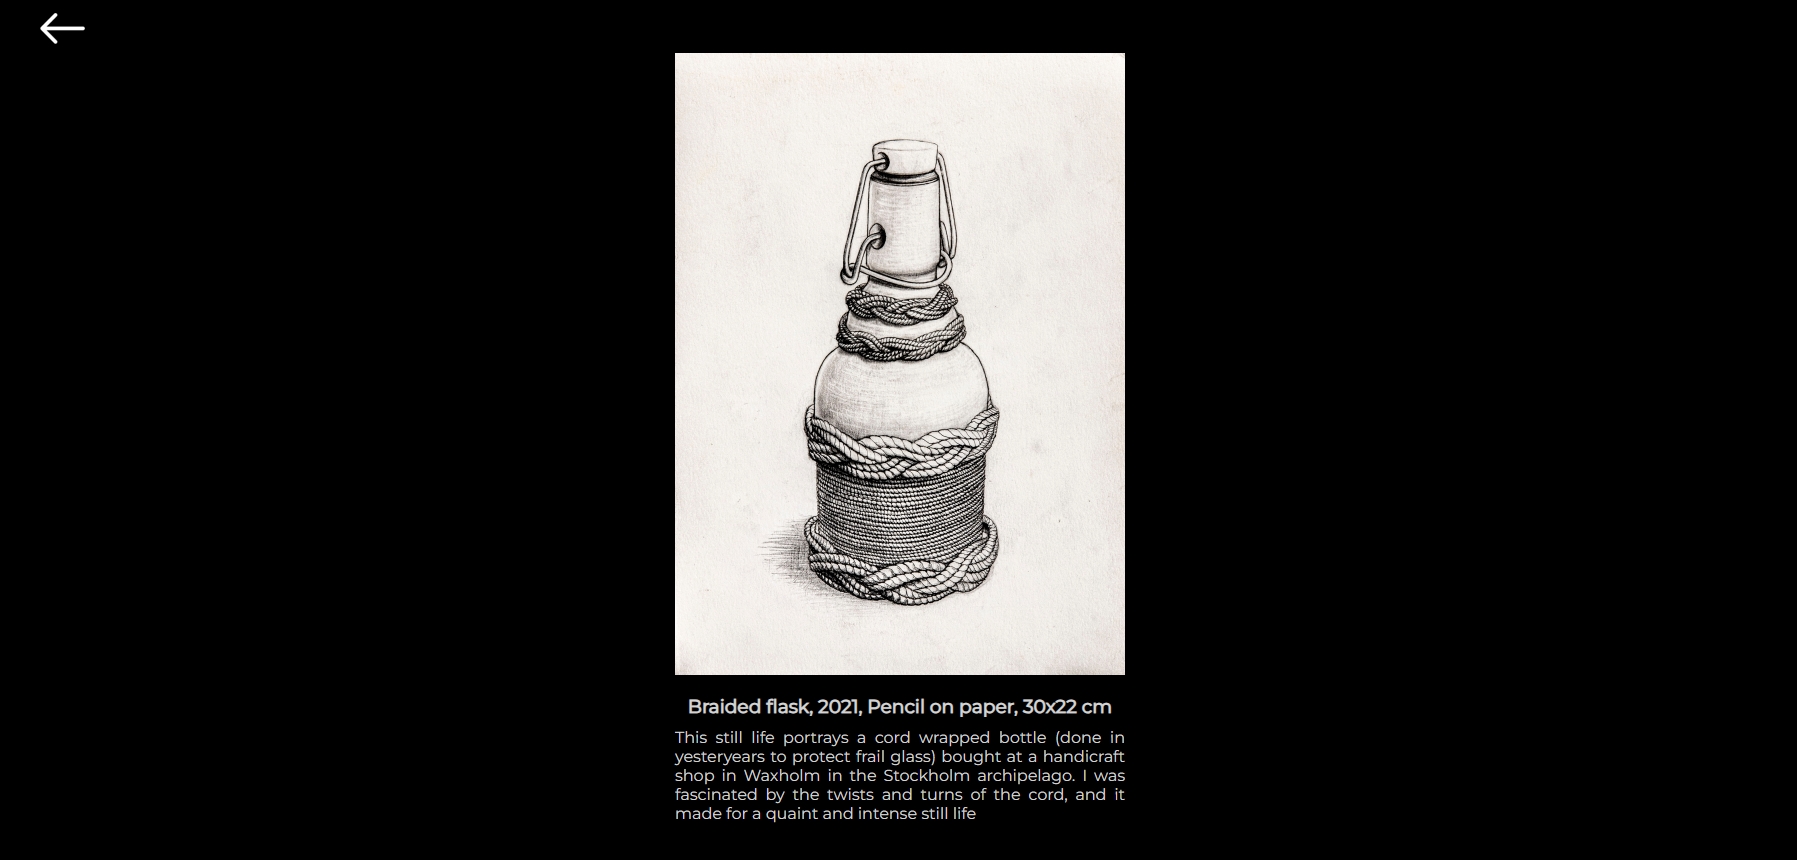 Braided flask, 2021, Pencil on paper, 30x22 cm
This still life portrays a cord wrapped bottle (done in
yesteryears to protect frail glass) bought at a handicraft
shop in Waxholm in the Stockholm archipelago. I was
fascinated by the twists and turns of the cord, and it
made for a quaint and intense still life